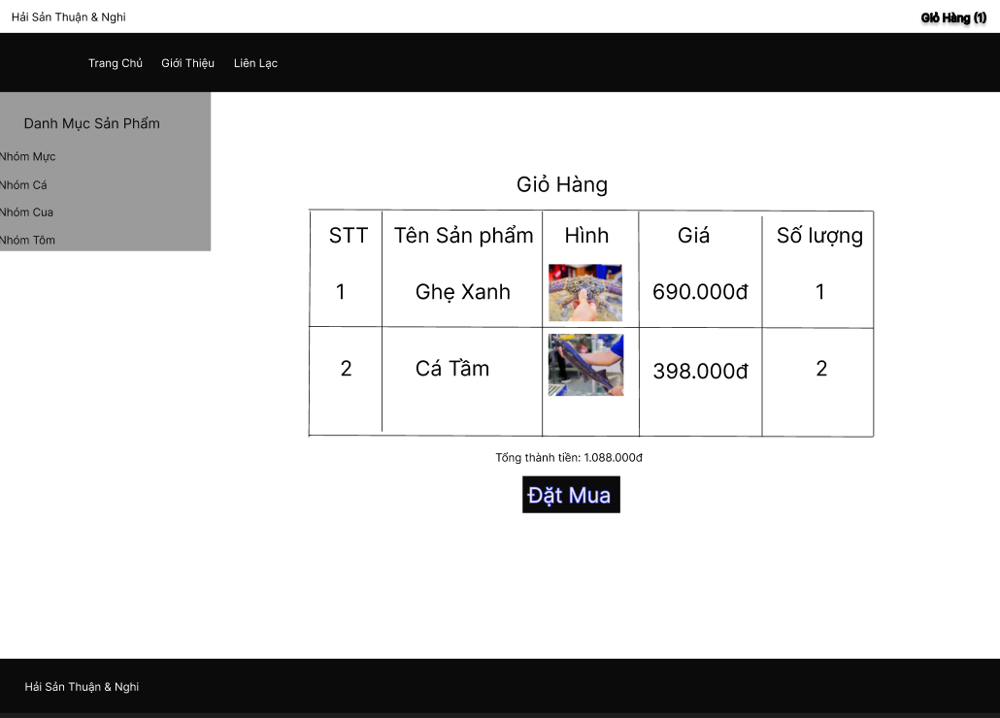 Hải Sản Thuận & Nghi
Giỏ Hàng (1)
Trang Chủ Giới Thiệu Liên Lạc
Danh Mục Sản Phẩm
Nhóm Mực
Nhóm Cá
Nhóm Cua
Nhóm Tôm
Giỏ Hàng
STT Tên Sản phẩm Hình Giá Số lượng
1 Ghẹ Xanh 690.000đ 1
2 Cá Tầm 398.000đ 2
Tổng thành tiền: 1.088.000đ
Đặt Mua
Hải Sản Thuận & Nghi